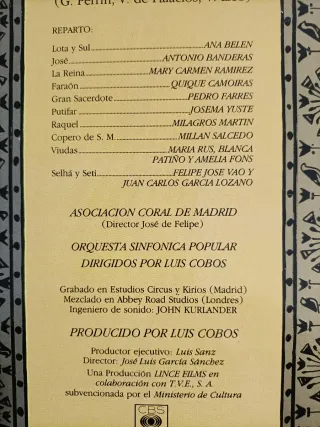 (G. Perrín, V. de Palacios,
REPARTO:
Lota y Sul ANA BELEN
José ANTONIO BANDERAS
La Reina MARY CARMEN RAMIREZ
Faraón QUIQUE CAMOIRAS
Gran Sacerdote PEDRO FARRES
Putifar JOSEMA YUSTE
Raquel MILAGROS MARTIN
Copero de S. M. MILLAN SALCEDO
Viudas MARIA RUS, BLANCA
PATIÑO Y AMELIA FONS
Selhá y Seti FELIPE JOSE VAO Y
JUAN CARLOS GARCIA LOZANO
ASOCIACION CORAL DE MADRID
(Director José de Felipe)
ORQUESTA SINFONICA POPULAR
DIRIGIDOS POR LUIS COBOS
Grabado en Estudios Circus y Kirios (Madrid)
Mezclado en Abbey Road Studios (Londres)
Ingeniero de sonido: JOHN KURLANDER
PRODUCIDO POR LUIS COBOS
Productor ejecutivo: Luis Sanz
Director: José Luis García Sánchez
Una Producción LINCE FILMS en
colaboración con T.V.E., S. A.
subvencionada por el Ministerio de Cultura
CBS